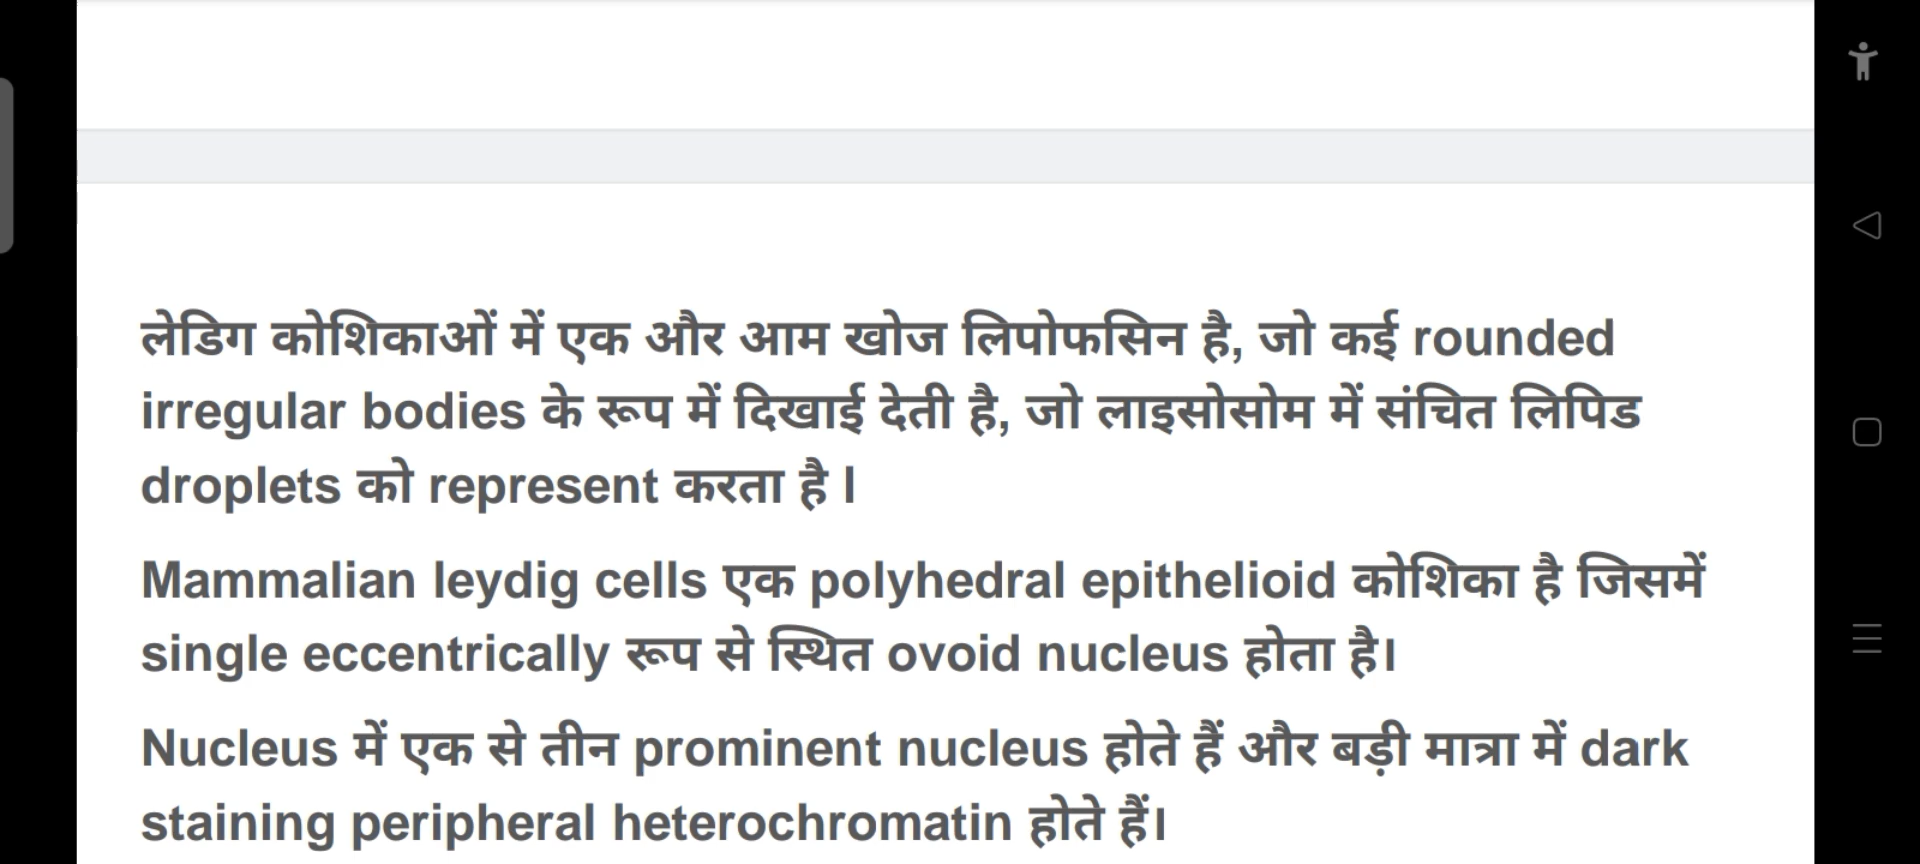 लेडिग कोशिकाओं में एक और आम खोज लिपोफसिन है, जो कई rounded
irregular bodies के रूप में दिखाई देती है, जो लाइसोसोम में संचित लिपिड
droplets को represent करता है l
Mammalian leydig cells एक polyhedral epithelioid कोशिका है जिसमें
single eccentrically रूप से स्थित ovoid nucleus होता है।
Nucleus में एक से तीन prominent nucleus होते हैं और बड़ी मात्रा में dark
staining peripheral heterochromatin होते हैं।